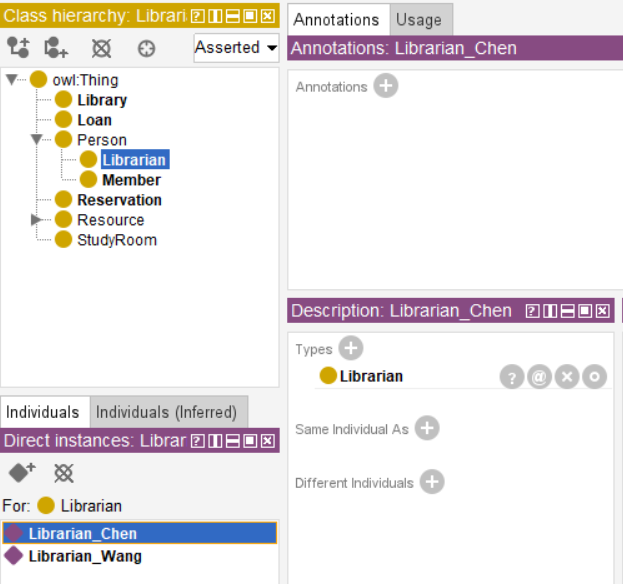 Class hierarchy: Librari
Asserted
owl:Thing
Library
Loan
Person
Librarian
Member
Reservation
Resource
StudyRoom
Individuals
Individuals (Inferred)
Direct instances: Librar
For: Librarian
Librarian_Chen
Librarian_Wang
Annotations
Usage
Annotations: Librarian_Chen
Annotations
Description: Librarian_Chen
Types
Librarian
Same Individual As
Different Individuals